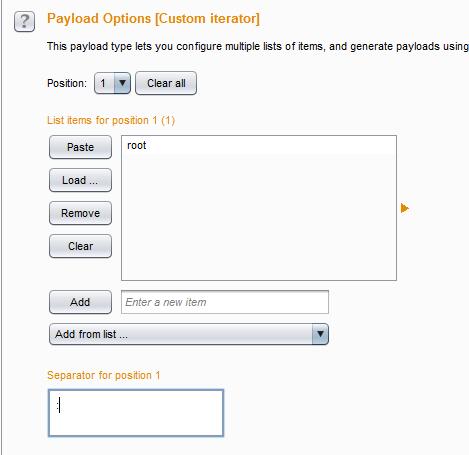 ?
Payload Options [Custom iterator]
This payload type lets you configure multiple lists of items, and generate payloads using
Position: 1 Clear all
List items for position 1 (1)
Paste
root
Load ...
Remove
Clear
Add Enter a new item
Add from list ...
Separator for position 1
: